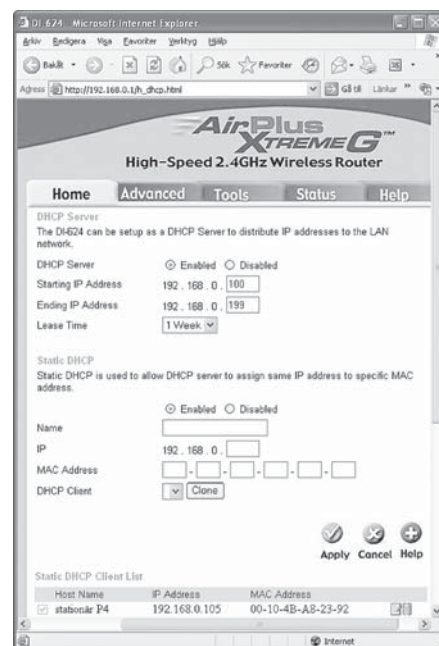 DI-624 - Microsoft Internet Explorer
Arkiv Redigera Visa Favoriter Verktyg Hjälp
Bakåt Sök Favoriter
Adress http://192.168.0.1/h_dhcp.html Gå till Länkar »
AirPlus
XTREME G™
High-Speed 2.4GHz Wireless Router
Home Advanced Tools Status Help
DHCP Server
The DI-624 can be setup as a DHCP Server to distribute IP addresses to the LAN
network.
DHCP Server Enabled Disabled
Starting IP Address 192 . 168 . 0 . 100
Ending IP Address 192 . 168 . 0 . 199
Lease Time 1 Week
Static DHCP
Static DHCP is used to allow DHCP server to assign same IP address to specific MAC
address.
Enabled Disabled
Name
IP 192 . 168 . 0 .
MAC Address - - - - -
DHCP Client Clone
Apply Cancel Help
Static DHCP Client List
Host Name IP Address MAC Address
stationär P4 192.168.0.105 00-10-4B-A8-23-92
Internet